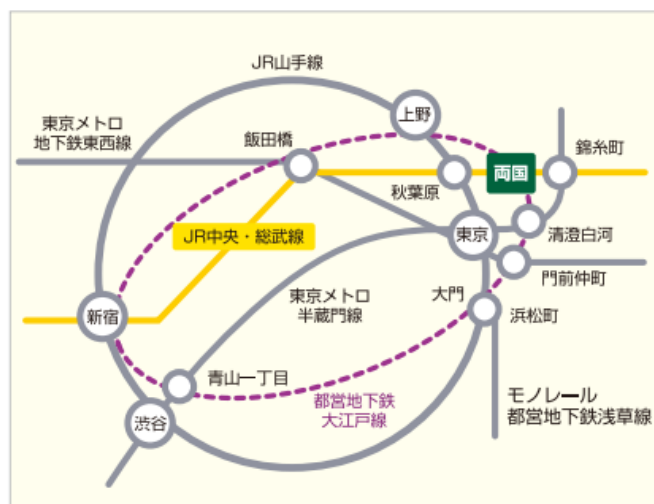 JR山手線
上野
東京メトロ
地下鉄東西線
飯田橋
錦糸町
両国
秋葉原
JR中央・総武線
東京
清澄白河
門前仲町
東京メトロ
半蔵門線
大門
浜松町
新宿
青山一丁目
都営地下鉄
大江戸線
モノレール
都営地下鉄浅草線
渋谷